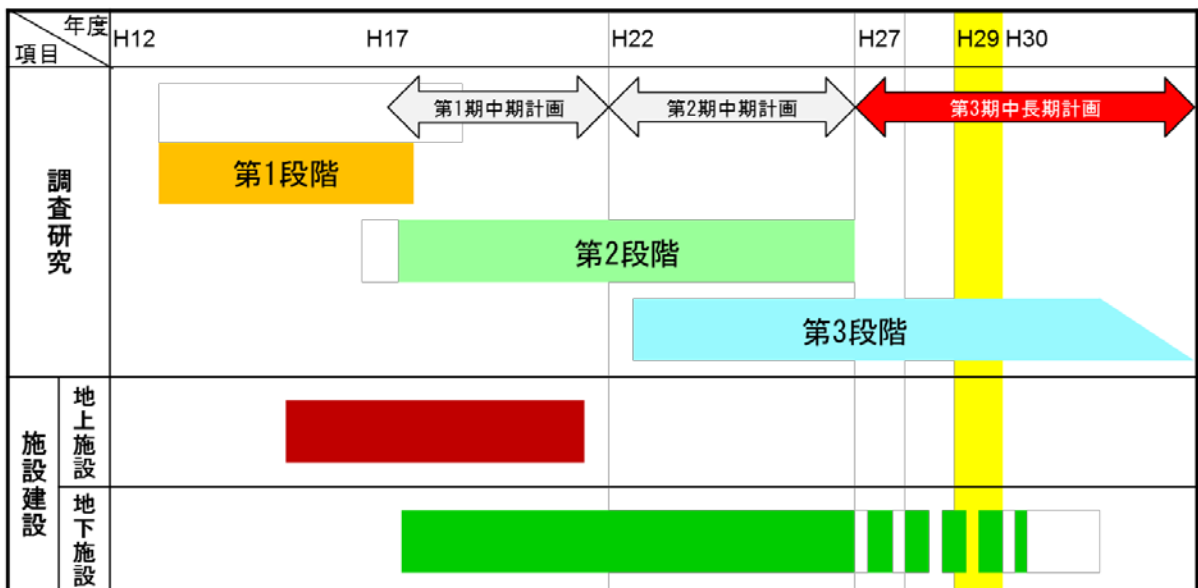 年度
項目
H12 H17 H22 H27 H29 H30
第1期中期計画 第2期中期計画 第3期中長期計画
調査研究
第1段階
第2段階
第3段階
施設建設
地上施設
地下施設